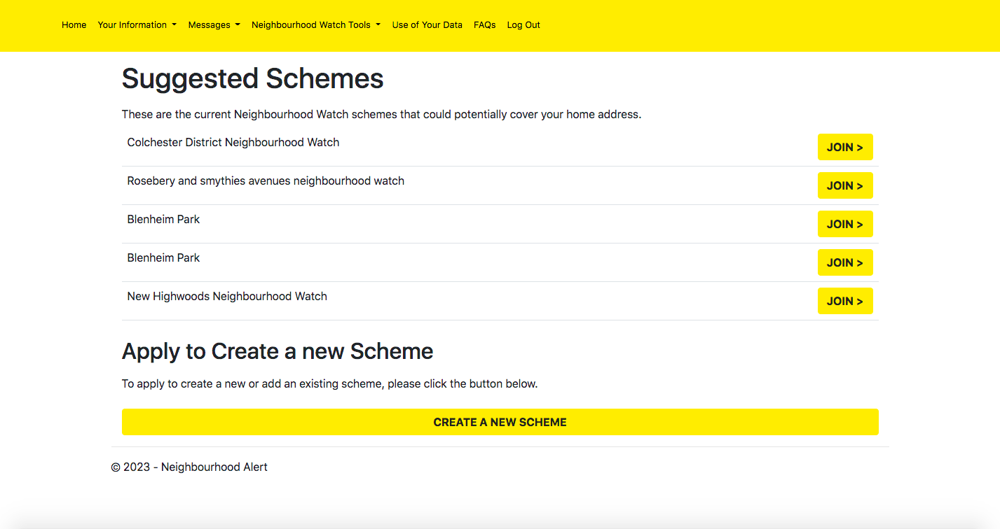 Home Your Information Messages Neighbourhood Watch Tools Use of Your Data FAQs Log Out
Suggested Schemes
These are the current Neighbourhood Watch schemes that could potentially cover your home address.
Colchester District Neighbourhood Watch JOIN >
Rosebery and smythies avenues neighbourhood watch JOIN >
Blenheim Park JOIN >
Blenheim Park JOIN >
New Highwoods Neighbourhood Watch JOIN >
Apply to Create a new Scheme
To apply to create a new or add an existing scheme, please click the button below.
CREATE A NEW SCHEME
© 2023 - Neighbourhood Alert